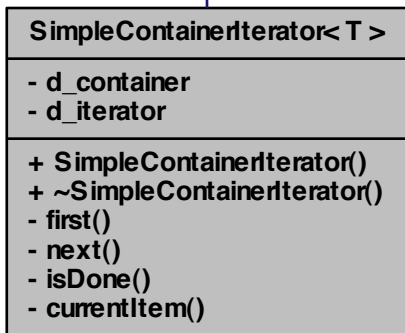 SimpleContainerIterator< T >
- d_container
- d_iterator
+ SimpleContainerIterator()
+ ~SimpleContainerIterator()
- first()
- next()
- isDone()
- currentItem()